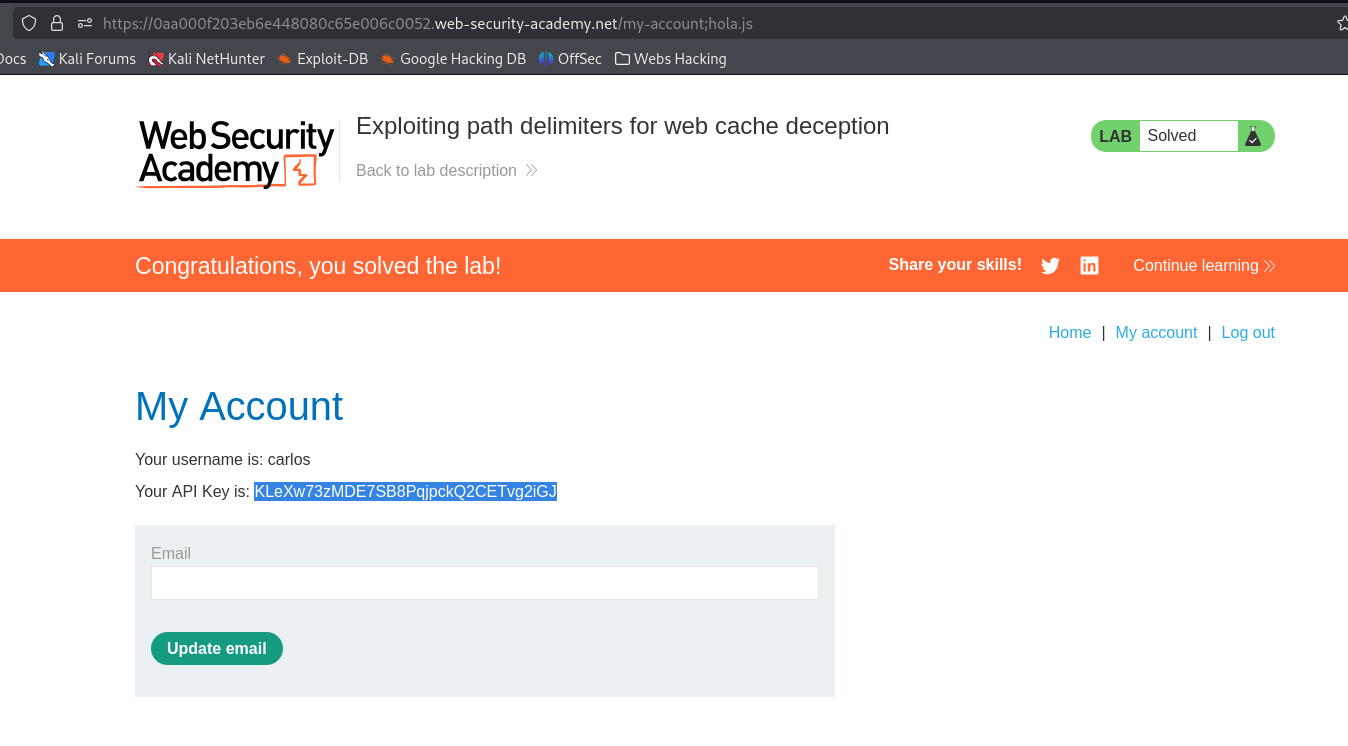 https://0aa000f203eb6e448080c65e006c0052.web-security-academy.net/my-account;hola.js
Docs Kali Forums Kali NetHunter Exploit-DB Google Hacking DB OffSec Webs Hacking
Web Security
Academy
Exploiting path delimiters for web cache deception
Back to lab description
LAB Solved
Congratulations, you solved the lab!
Share your skills!
Continue learning
Home | My account | Log out
My Account
Your username is: carlos
Your API Key is: KLeXw73zMDE7SB8PqjpckQ2CETvg2iGJ
Email
Update email